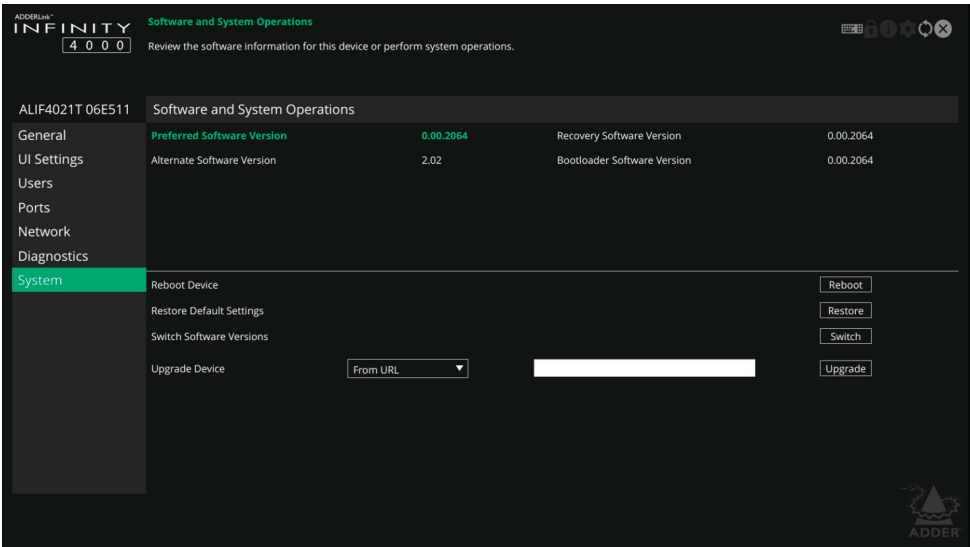 ADDERLink™
INFINITY
4000
Software and System Operations
Review the software information for this device or perform system operations.
ALIF4021T 06E511
Software and System Operations
General
UI Settings
Users
Ports
Network
Diagnostics
System
Preferred Software Version 0.00.2064 Recovery Software Version 0.00.2064
Alternate Software Version 2.02 Bootloader Software Version 0.00.2064
Reboot Device Reboot
Restore Default Settings Restore
Switch Software Versions Switch
Upgrade Device From URL Upgrade
ADDER